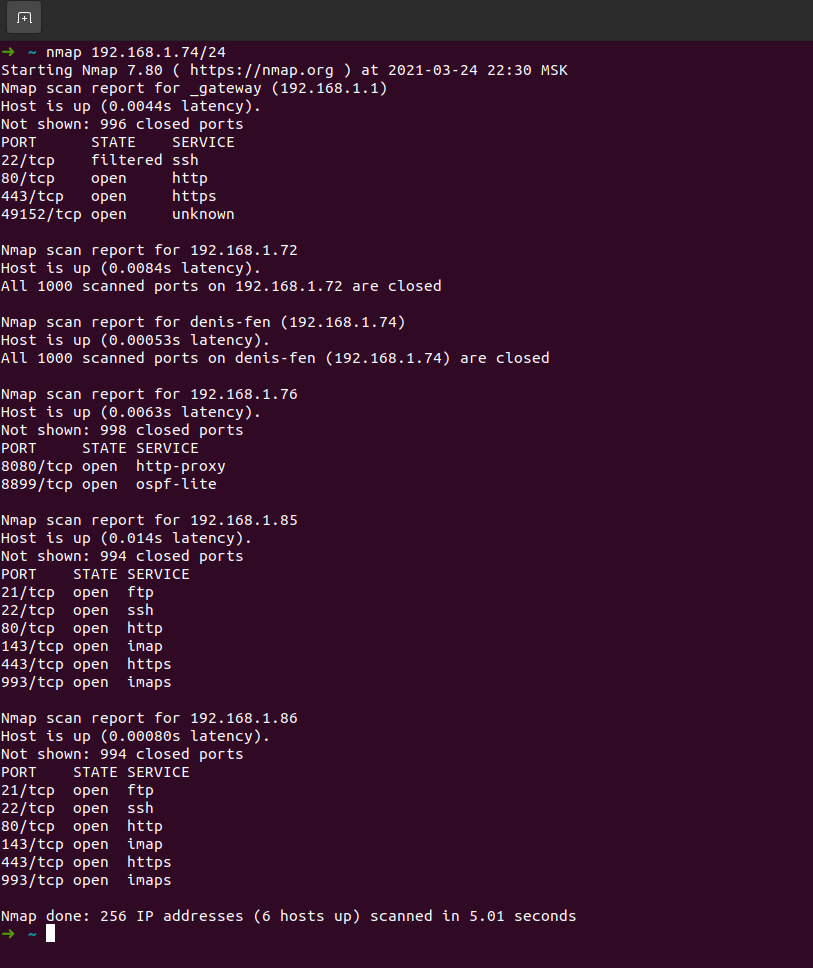 ➜ ~ nmap 192.168.1.74/24
Starting Nmap 7.80 ( https://nmap.org ) at 2021-03-24 22:30 MSK
Nmap scan report for _gateway (192.168.1.1)
Host is up (0.0044s latency).
Not shown: 996 closed ports
PORT      STATE    SERVICE
22/tcp    filtered ssh
80/tcp    open     http
443/tcp   open     https
49152/tcp open     unknown

Nmap scan report for 192.168.1.72
Host is up (0.0084s latency).
All 1000 scanned ports on 192.168.1.72 are closed

Nmap scan report for denis-fen (192.168.1.74)
Host is up (0.00053s latency).
All 1000 scanned ports on denis-fen (192.168.1.74) are closed

Nmap scan report for 192.168.1.76
Host is up (0.0063s latency).
Not shown: 998 closed ports
PORT     STATE SERVICE
8080/tcp open  http-proxy
8899/tcp open  ospf-lite

Nmap scan report for 192.168.1.85
Host is up (0.014s latency).
Not shown: 994 closed ports
PORT    STATE SERVICE
21/tcp  open  ftp
22/tcp  open  ssh
80/tcp  open  http
143/tcp open  imap
443/tcp open  https
993/tcp open  imaps

Nmap scan report for 192.168.1.86
Host is up (0.00080s latency).
Not shown: 994 closed ports
PORT    STATE SERVICE
21/tcp  open  ftp
22/tcp  open  ssh
80/tcp  open  http
143/tcp open  imap
443/tcp open  https
993/tcp open  imaps

Nmap done: 256 IP addresses (6 hosts up) scanned in 5.01 seconds
➜ ~